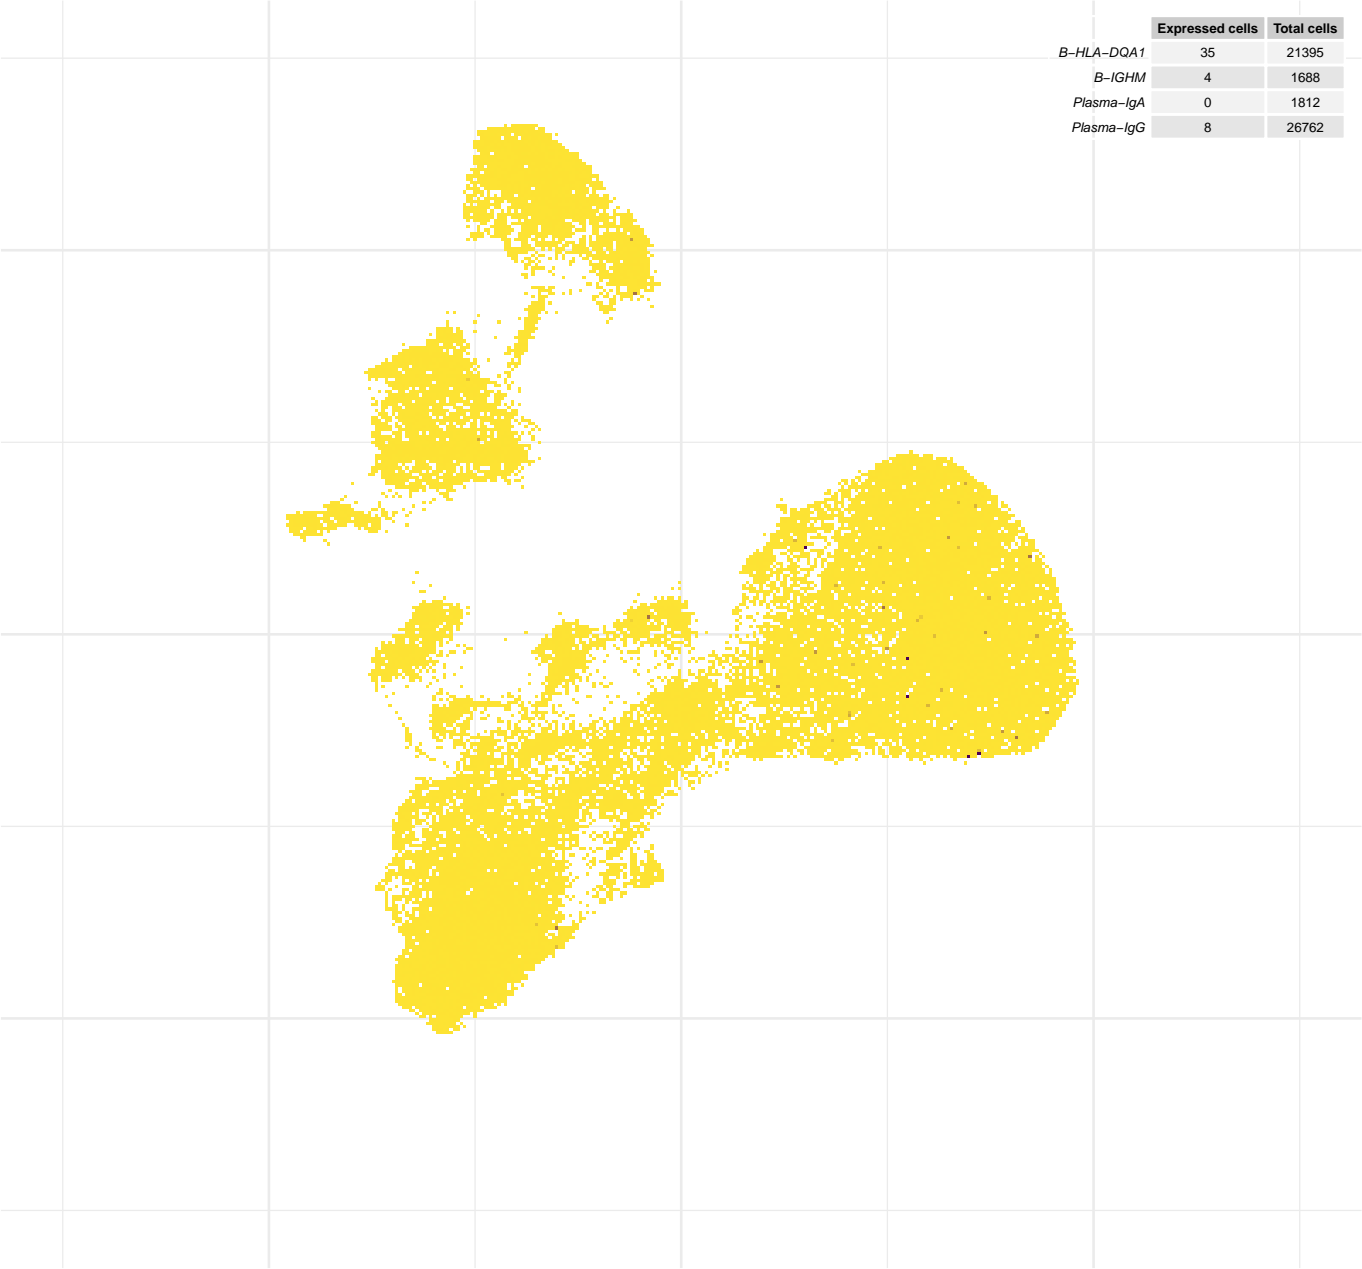 Expressed cells Total cells
B−HLA−DQA1 35 21395
B−IGHM 4 1688
Plasma−IgA 0 1812
Plasma−IgG 8 26762